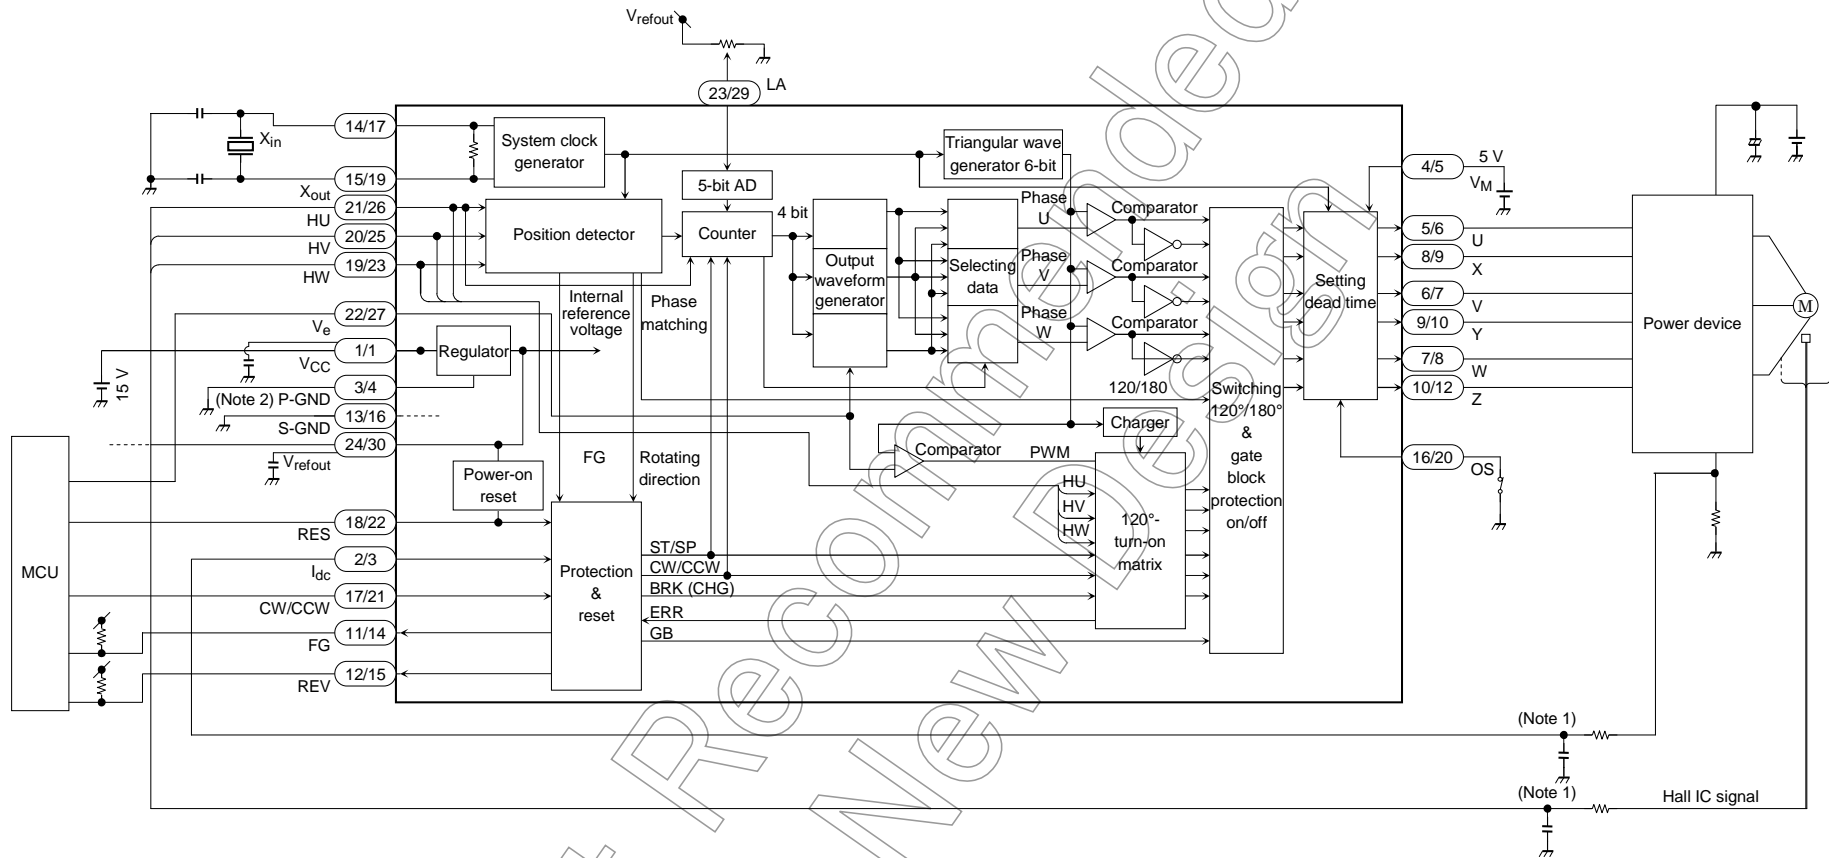 Vrefout
LA
23/29
14/17
Xin
15/19
Xout
21/26
HU
20/25
HV
19/23
HW
22/27
Ve
1/1
VCC
15 V
3/4
(Note 2) P-GND
13/16
S-GND
24/30
Vrefout
18/22
RES
2/3
Idc
17/21
CW/CCW
11/14
FG
12/15
REV
MCU
System clock
generator
5-bit AD
Position detector
Counter
4 bit
Internal
reference
voltage
Phase
matching
Regulator
Power-on
reset
FG
Rotating
direction
Protection
&
reset
ST/SP
CW/CCW
BRK (CHG)
ERR
GB
Output
waveform
generator
Selecting
data
Triangular wave
generator 6-bit
Phase
U
Phase
V
Phase
W
Comparator
Comparator
Comparator
120/180
Charger
Comparator
PWM
HU
HV
HW
120°-
turn-on
matrix
Switching
120°/180°
&
gate
block
protection
on/off
Setting
dead time
4/5
5 V
VM
5/6
U
8/9
X
6/7
V
9/10
Y
7/8
W
10/12
Z
16/20
OS
Power device
M
(Note 1)
(Note 1)
Hall IC signal
Recommended
New Design